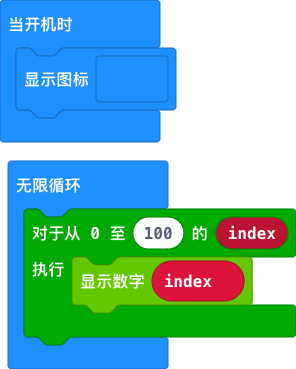 当开机时
显示图标
无限循环
对于从 0 至 100 的 index
执行
显示数字 index